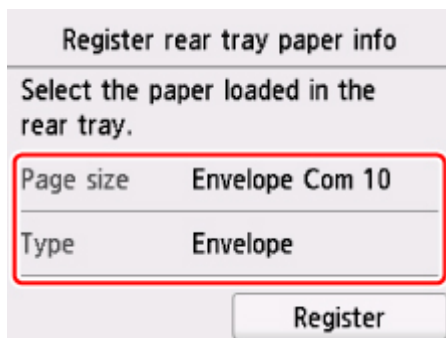 Register rear tray paper info
Select the paper loaded in the
rear tray.
Page size Envelope Com 10
Type Envelope
Register